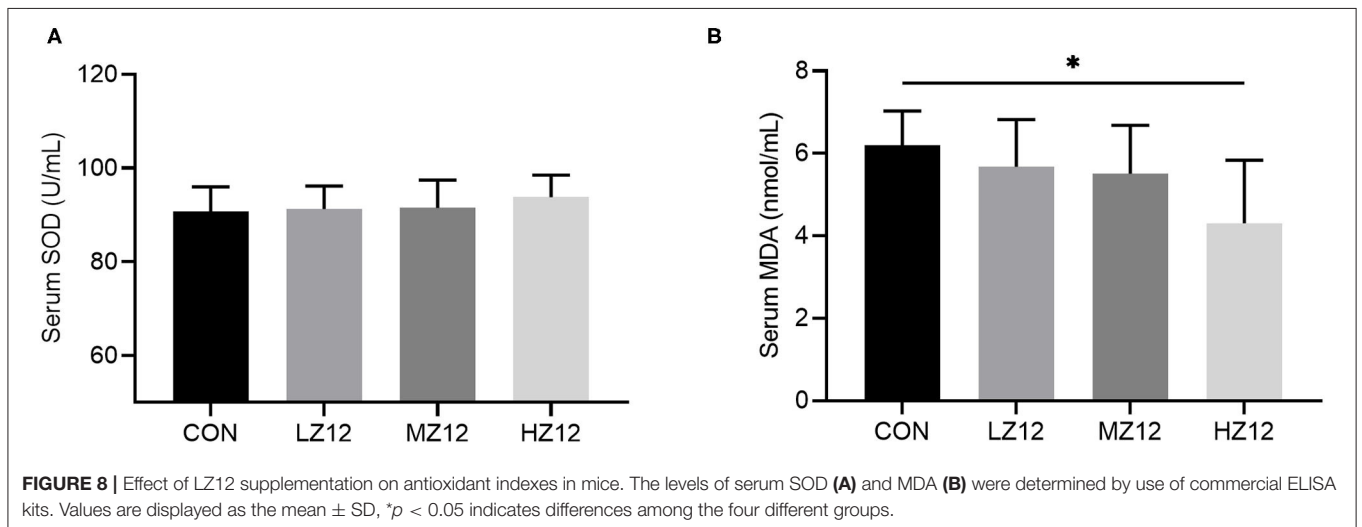 A
Serum SOD (U/mL)
120
100
80
60
CON LZ12 MZ12 HZ12
B
Serum MDA (nmol/mL)
8
6
4
2
0
*
CON LZ12 MZ12 HZ12
FIGURE 8 | Effect of LZ12 supplementation on antioxidant indexes in mice. The levels of serum SOD (A) and MDA (B) were determined by use of commercial ELISA
kits. Values are displayed as the mean ± SD, *p < 0.05 indicates differences among the four different groups.